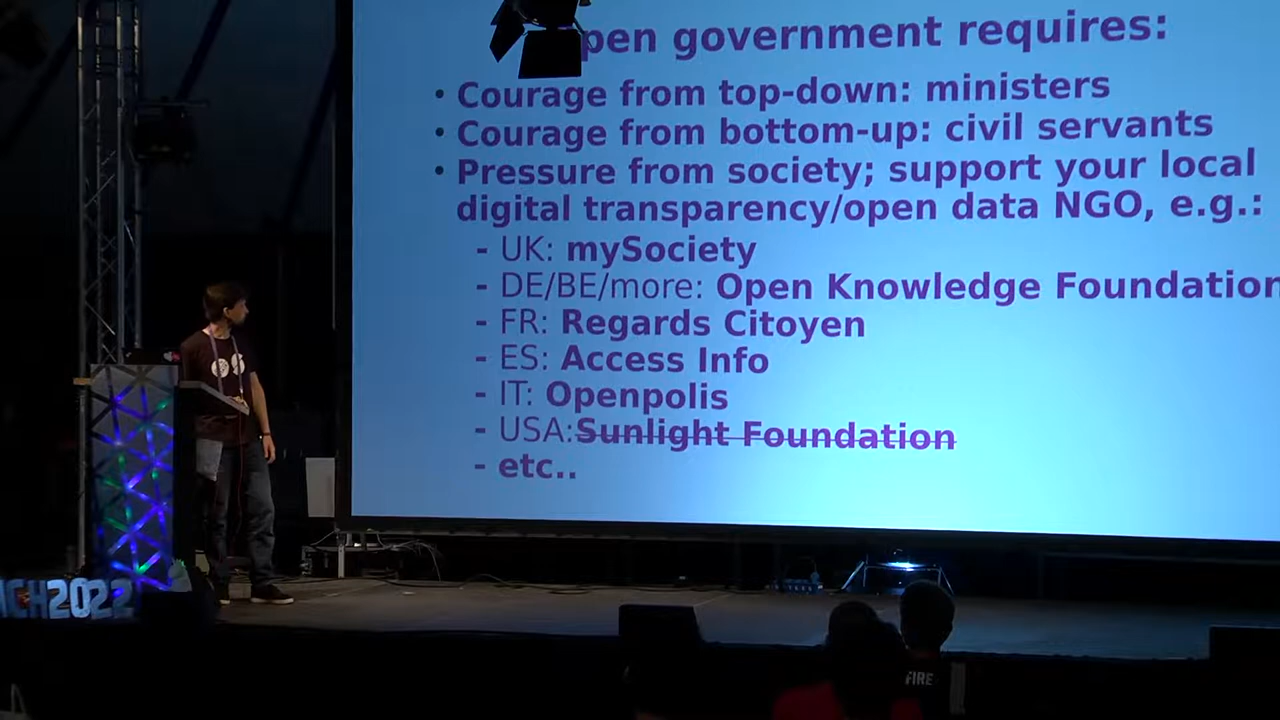 pen government requires:
• Courage from top-down: ministers
• Courage from bottom-up: civil servants
• Pressure from society; support your local
digital transparency/open data NGO, e.g.:
- UK: mySociety
- DE/BE/more: Open Knowledge Foundation
- FR: Regards Citoyen
- ES: Access Info
- IT: Openpolis
- USA:Sunlight Foundation
- etc..
CH2022
FIRE